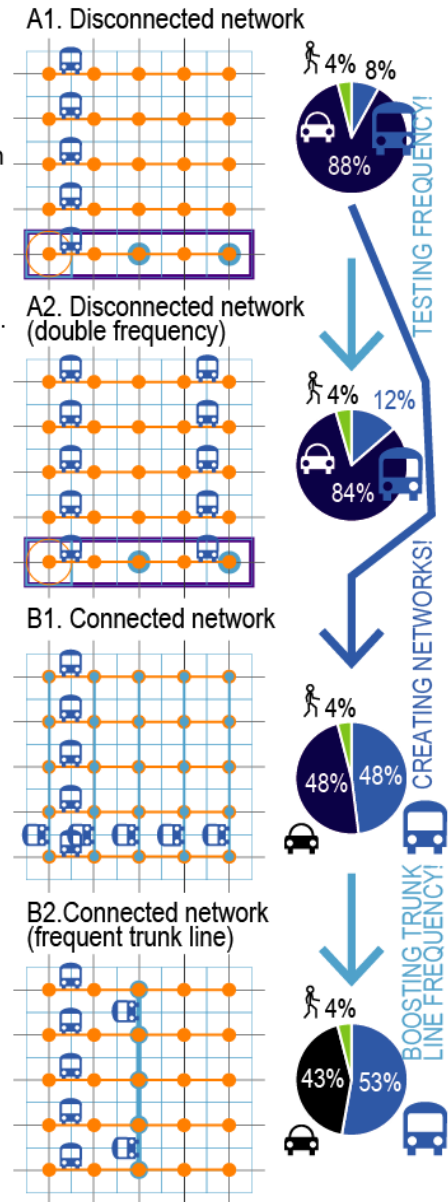 A1. Disconnected network
4%
8%
88%
TESTING FREQUENCY!
A2. Disconnected network
(double frequency)
4%
12%
84%
CREATING NETWORKS!
B1. Connected network
4%
48%
48%
B2.Connected network
(frequent trunk line)
BOOSTING TRUNK
LINE FREQUENCY!
4%
43%
53%